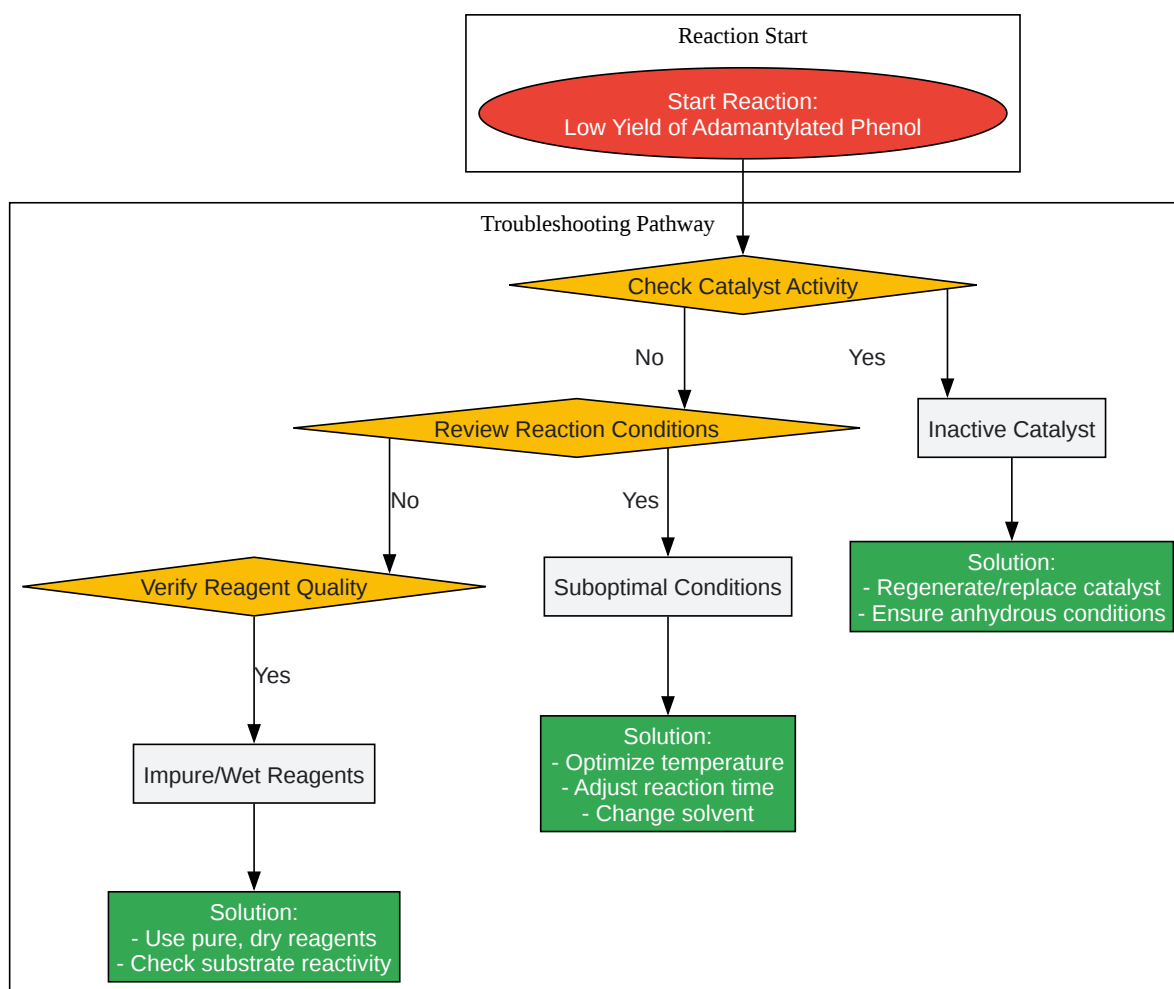 Reaction Start
Start Reaction:
Low Yield of Adamantylated Phenol
Troubleshooting Pathway
Check Catalyst Activity
No
Yes
Review Reaction Conditions
Inactive Catalyst
No
Yes
Solution:
- Regenerate/replace catalyst
- Ensure anhydrous conditions
Verify Reagent Quality
Suboptimal Conditions
Yes
Solution:
- Optimize temperature
- Adjust reaction time
- Change solvent
Impure/Wet Reagents
Solution:
- Use pure, dry reagents
- Check substrate reactivity